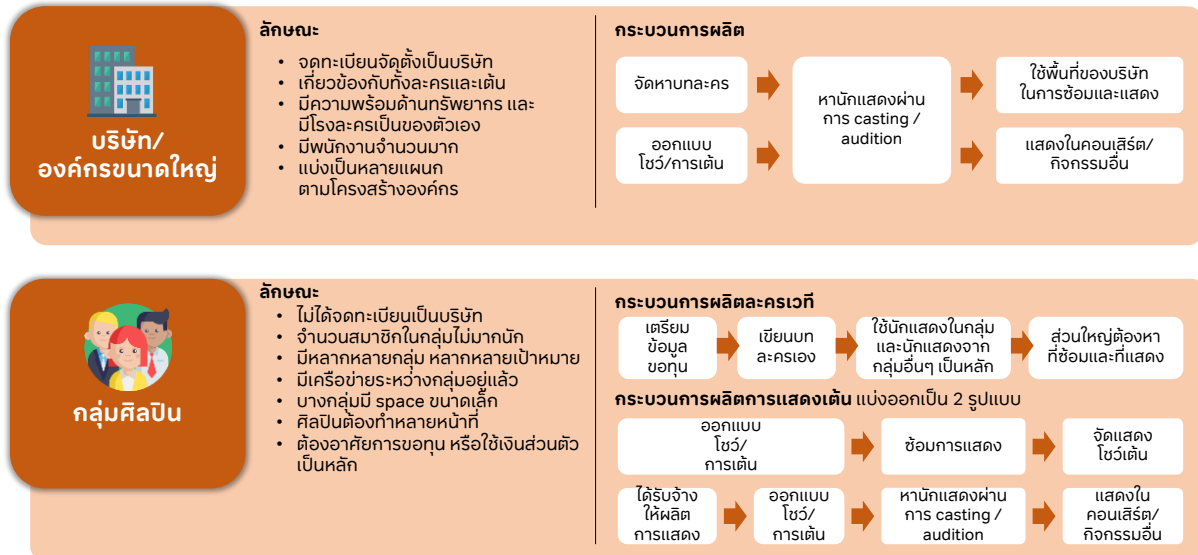 บริษัท/
องค์กรขนาดใหญ่
ลักษณะ
• จดทะเบียนจัดตั้งเป็นบริษัท
• เกี่ยวข้องกับทั้งละครและเต้น
• มีความพร้อมด้านทรัพยากร และ
มีโรงละครเป็นของตัวเอง
• มีพนักงานจำนวนมาก
• แบ่งเป็นหลายแผนก
ตามโครงสร้างองค์กร
กระบวนการผลิต
จัดหาบทละคร
ออกแบบ
โชว์/การเต้น
หานักแสดงผ่าน
การ casting /
audition
ใช้พื้นที่ของบริษัท
ในการซ้อมและแสดง
แสดงในคอนเสิร์ต/
กิจกรรมอื่น
กลุ่มศิลปิน
ลักษณะ
• ไม่ได้จดทะเบียนเป็นบริษัท
• จำนวนสมาชิกในกลุ่มไม่มากนัก
• มีหลากหลายกลุ่ม หลากหลายเป้าหมาย
• มีเครือข่ายระหว่างกลุ่มอยู่แล้ว
• บางกลุ่มมี space ขนาดเล็ก
• ศิลปินต้องทำหลายหน้าที่
• ต้องอาศัยการขอทุน หรือใช้เงินส่วนตัว
เป็นหลัก
กระบวนการผลิตละครเวที
เตรียม
ข้อมูล
ขอทุน
เขียนบท
ละครเอง
ใช้นักแสดงในกลุ่ม
และนักแสดงจาก
กลุ่มอื่นๆ เป็นหลัก
ส่วนใหญ่ต้องหา
ที่ซ้อมและที่แสดง
กระบวนการผลิตการแสดงเต้น แบ่งออกเป็น 2 รูปแบบ
ออกแบบ
โชว์/
การเต้น
ซ้อมการแสดง
จัดแสดง
โชว์เต้น
ได้รับจ้าง
ให้ผลิต
การแสดง
ออกแบบ
โชว์/
การเต้น
หานักแสดงผ่าน
การ casting /
audition
แสดงใน
คอนเสิร์ต/
กิจกรรมอื่น